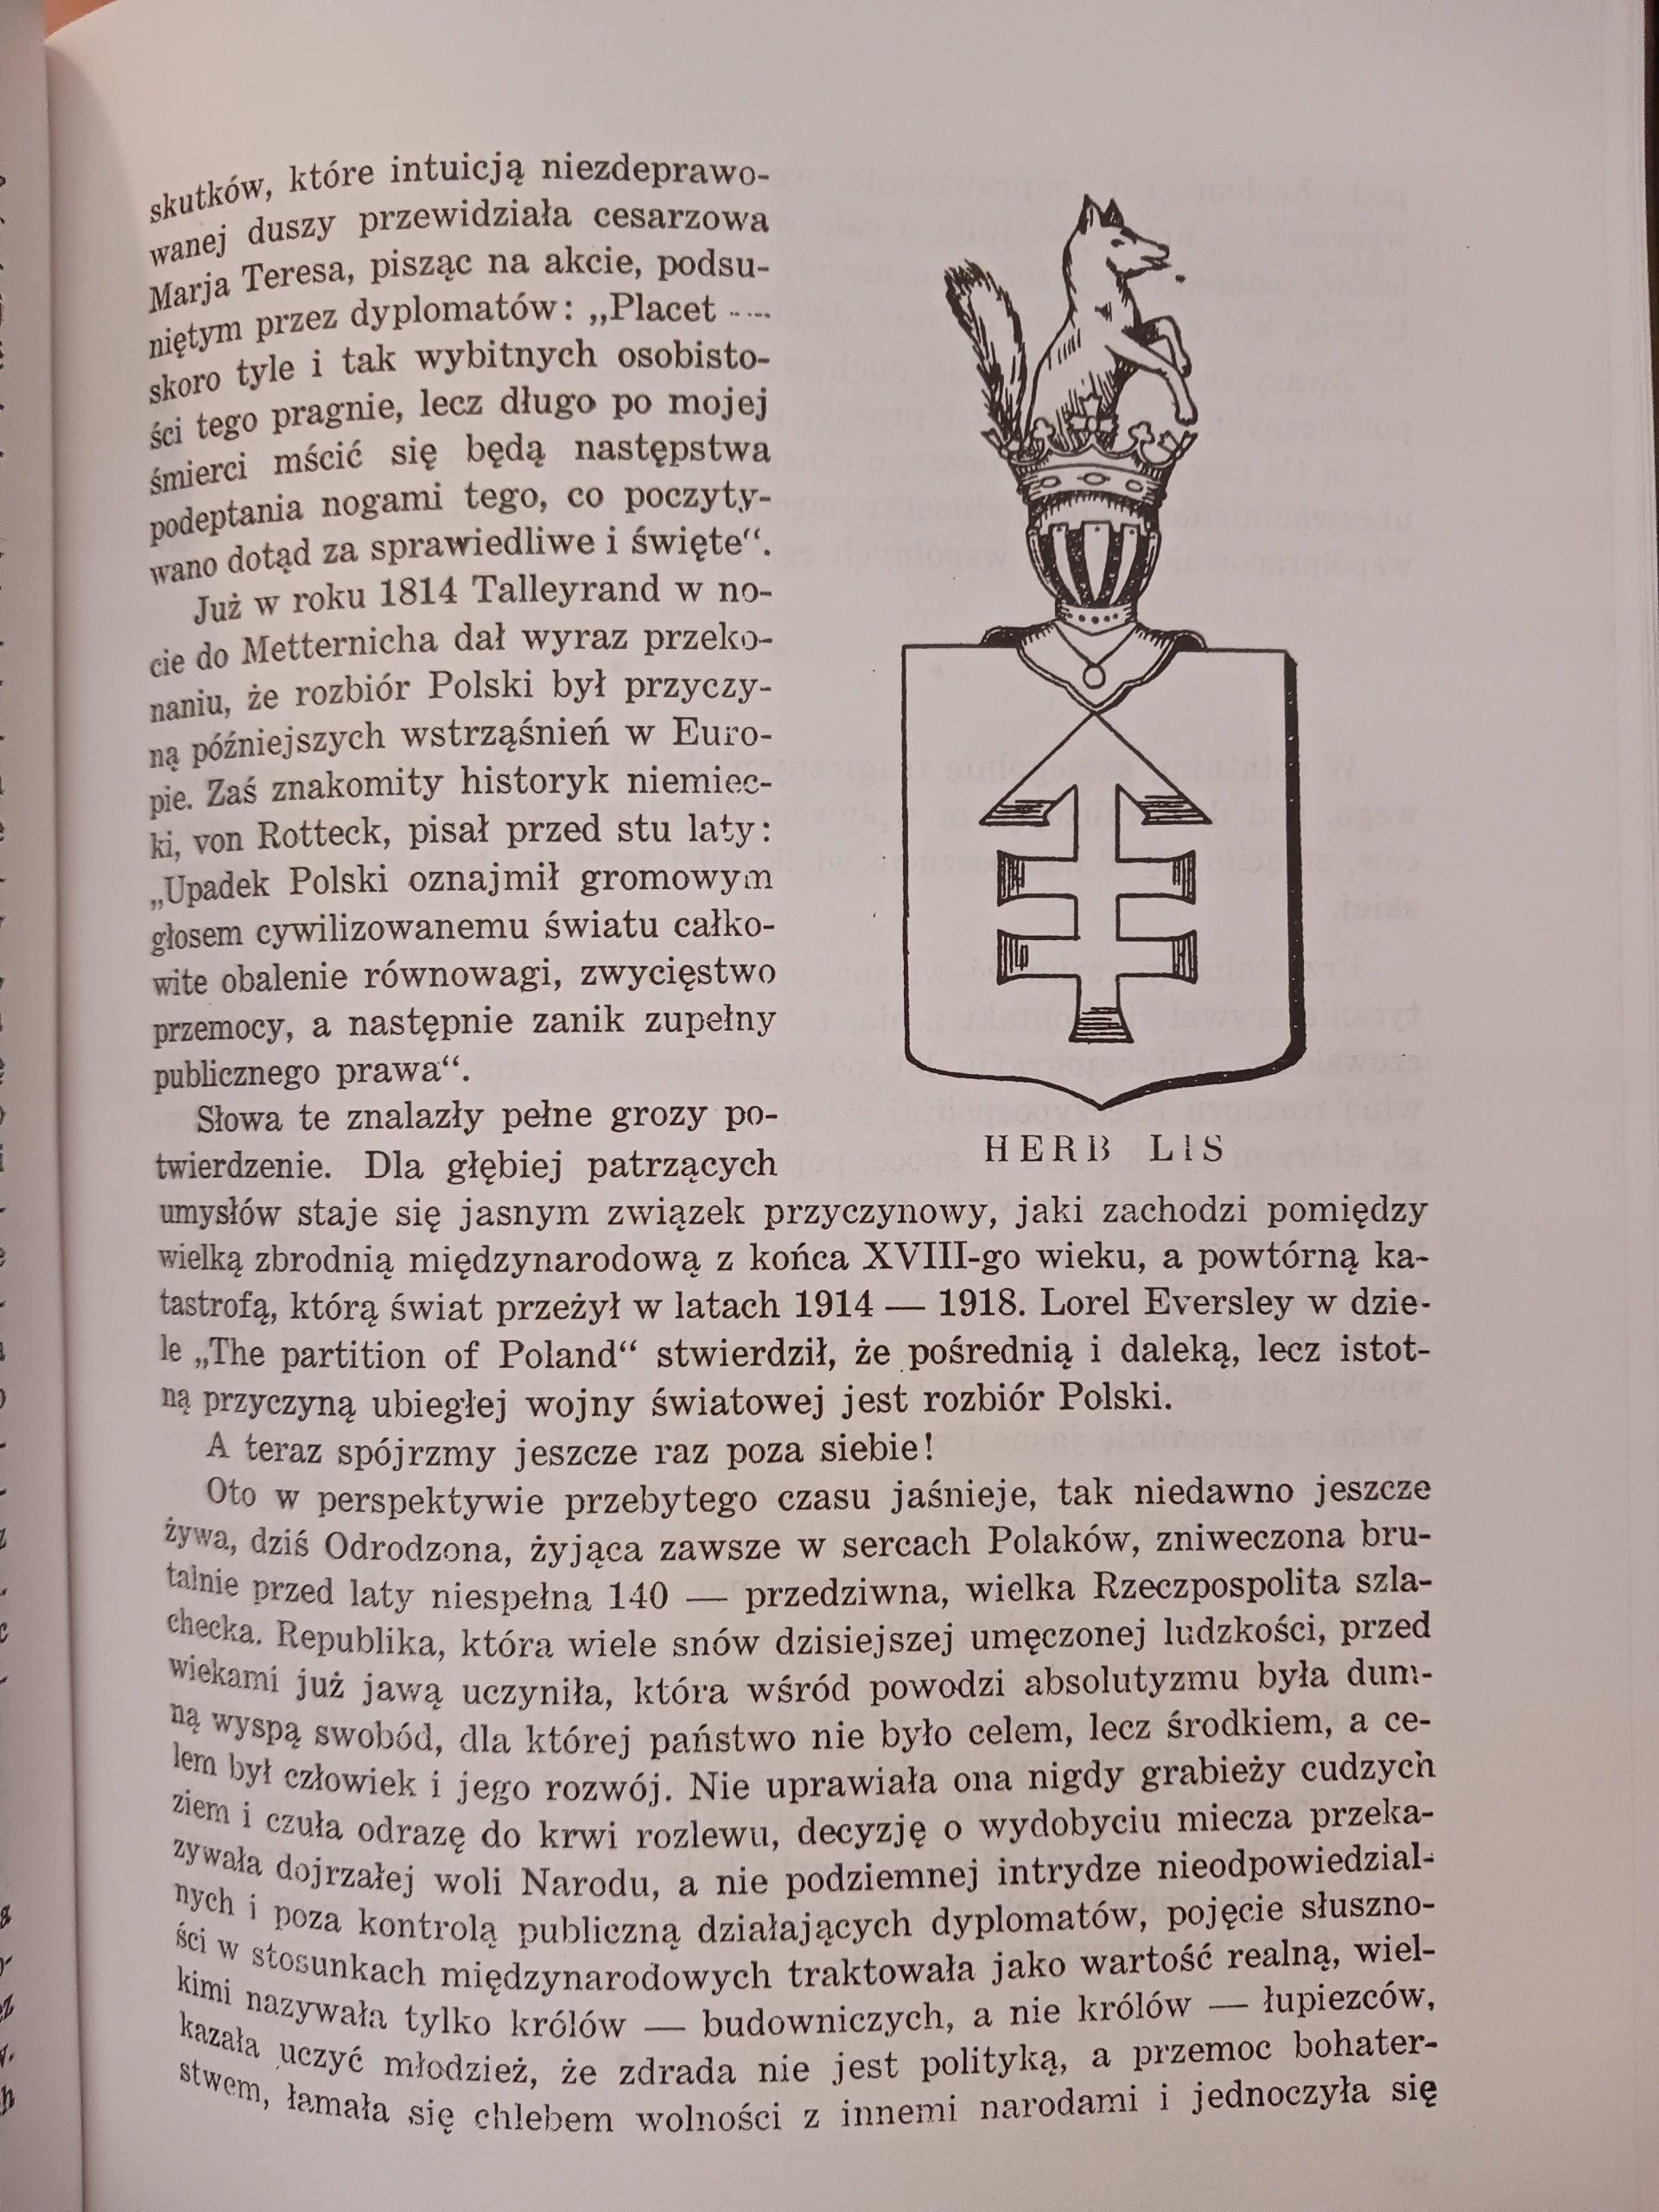 skutków, które intuicją niezdeprawo-
wanej duszy przewidziała cesarzowa
Marja Teresa, pisząc na akcie, podsu-
niętym przez dyplomatów: „Placet —
skoro tyle i tak wybitnych osobisto-
ści tego pragnie, lecz długo po mojej
śmierci mścić się będą następstwa
podeptania nogami tego, co poczyty-
wano dotąd za sprawiedliwe i święte“.
Już w roku 1814 Talleyrand w no-
cie do Metternicha dał wyraz przeko-
naniu, że rozbiór Polski był przyczy-
ną późniejszych wstrząśnień w Euro-
pie. Zaś znakomity historyk niemiec-
ki, von Rotteck, pisał przed stu laty:
„Upadek Polski oznajmił gromowym
głosem cywilizowanemu światu całko-
wite obalenie równowagi, zwycięstwo
przemocy, a następnie zanik zupełny
publicznego prawa“.
Słowa te znalazły pełne grozy po-
twierdzenie. Dla głębiej patrzących
HERB LIS
umysłów staje się jasnym związek przyczynowy, jaki zachodzi pomiędzy
wielką zbrodnią międzynarodową z końca XVIII-go wieku, a powtórną ka-
tastrofą, którą świat przeżył w latach 1914 — 1918. Lorel Eversley w dzie-
le „The partition of Poland“ stwierdził, że pośrednią i daleką, lecz istot-
ną przyczyną ubiegłej wojny światowej jest rozbiór Polski.
A teraz spójrzmy jeszcze raz poza siebie!
Oto w perspektywie przebytego czasu jaśnieje, tak niedawno jeszcze
żywa, dziś Odrodzona, żyjąca zawsze w sercach Polaków, zniweczona bru-
talnie przed laty niespełna 140 — przedziwna, wielka Rzeczpospolita szla-
checka. Republika, która wiele snów dzisiejszej umęczonej ludzkości, przed
wiekami już jawą uczyniła, która wśród powodzi absolutyzmu była dum-
ną wyspą swobód, dla której państwo nie było celem, lecz środkiem, a ce-
lem był człowiek i jego rozwój. Nie uprawiała ona nigdy grabieży cudzych
ziem i czuła odrazę do krwi rozlewu, decyzję o wydobyciu miecza przeka-
zywała dojrzałej woli Narodu, a nie podziemnej intrydze nieodpowiedzial-
nych i poza kontrolą publiczną działających dyplomatów, pojęcie słuszno-
ści w stosunkach międzynarodowych traktowała jako wartość realną, wiel-
kimi nazywała tylko królów — budowniczych, a nie królów — łupiezców,
kazała uczyć młodzież, że zdrada nie jest polityką, a przemoc bohater-
stwem, łamała się chlebem wolności z innemi narodami i jednoczyła się